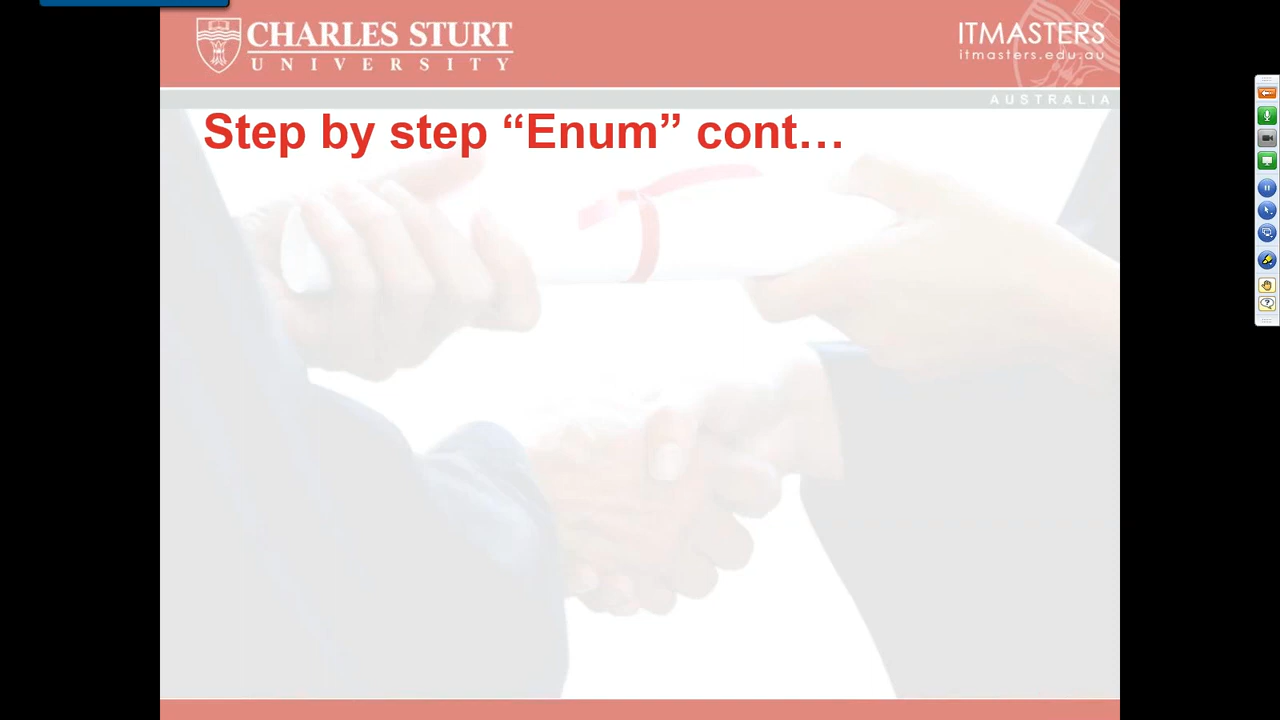 CHARLES STURT
UNIVERSITY
ITMASTERS
itmasters.edu.au
AUSTRALIA
Step by step “Enum” cont…